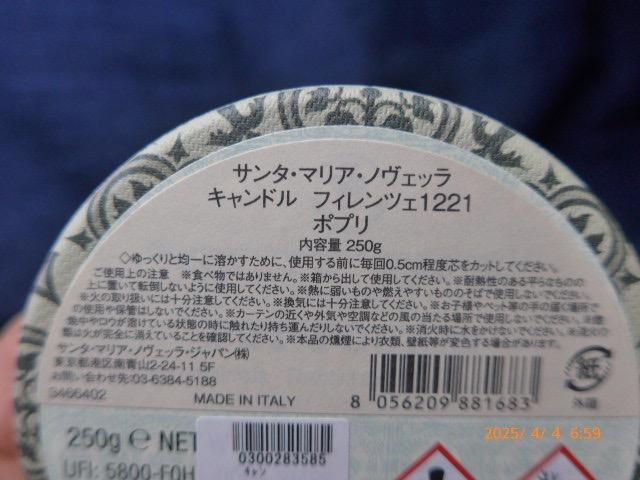 サンタ・マリア・ノヴェッラ
キャンドル フィレンツェ1221
ポプリ
内容量 250g
◇ゆっくりと均一に溶かすために、使用する前に毎回0.5cm程度芯をカットしてください。
ご使用上の注意 ※食べ物ではありません。※箱から出して使用してください。※耐熱性のある平らなものの
上に置いて転倒しないように使用してください。※熱に弱いものや燃えやすいもののそばで使用しないでください。
※火の取り扱いには十分注意してください。※換気には十分注意してください。※お子様やペット等の手の届く場所で
の使用や保管はしないでください。※カーテンの近くや外気や空調などの風の当たる場所で使用しないでください。
焼中やロウが溶けている状態の時に触れたり持ち運んだりしないでください。※消火時に水をかけないでください。
際は火が完全に消えていることを確認してください。※本品の燻煙により衣類、壁紙等が変色する場合があります。
サンタ・マリア・ノヴェッラ・ジャパン㈱
東京都港区南青山2-24-11 5F
お問い合わせ先:03-6384-5188
3466402
MADE IN ITALY
8 056209 881683
紙
外箱
250g e NET
0300283585
ｷｬﾝ
UFI: 5800-F0H
2025/ 4/ 4 6:59